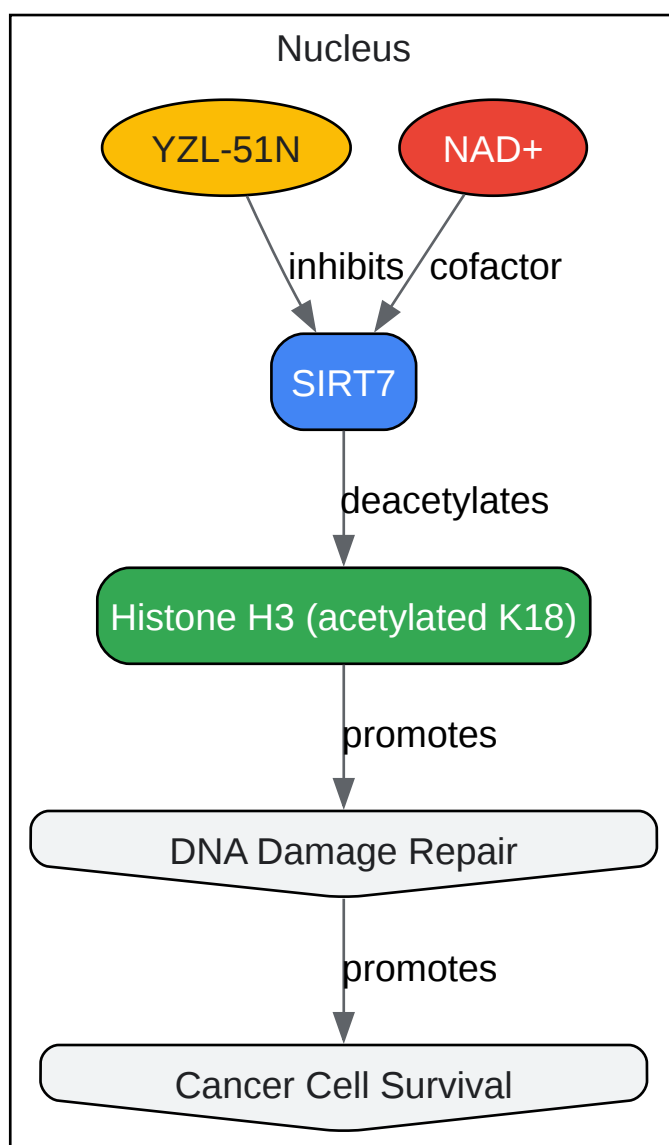 Nucleus
YZL-51N
NAD+
inhibits
cofactor
SIRT7
deacetylates
Histone H3 (acetylated K18)
promotes
DNA Damage Repair
promotes
Cancer Cell Survival